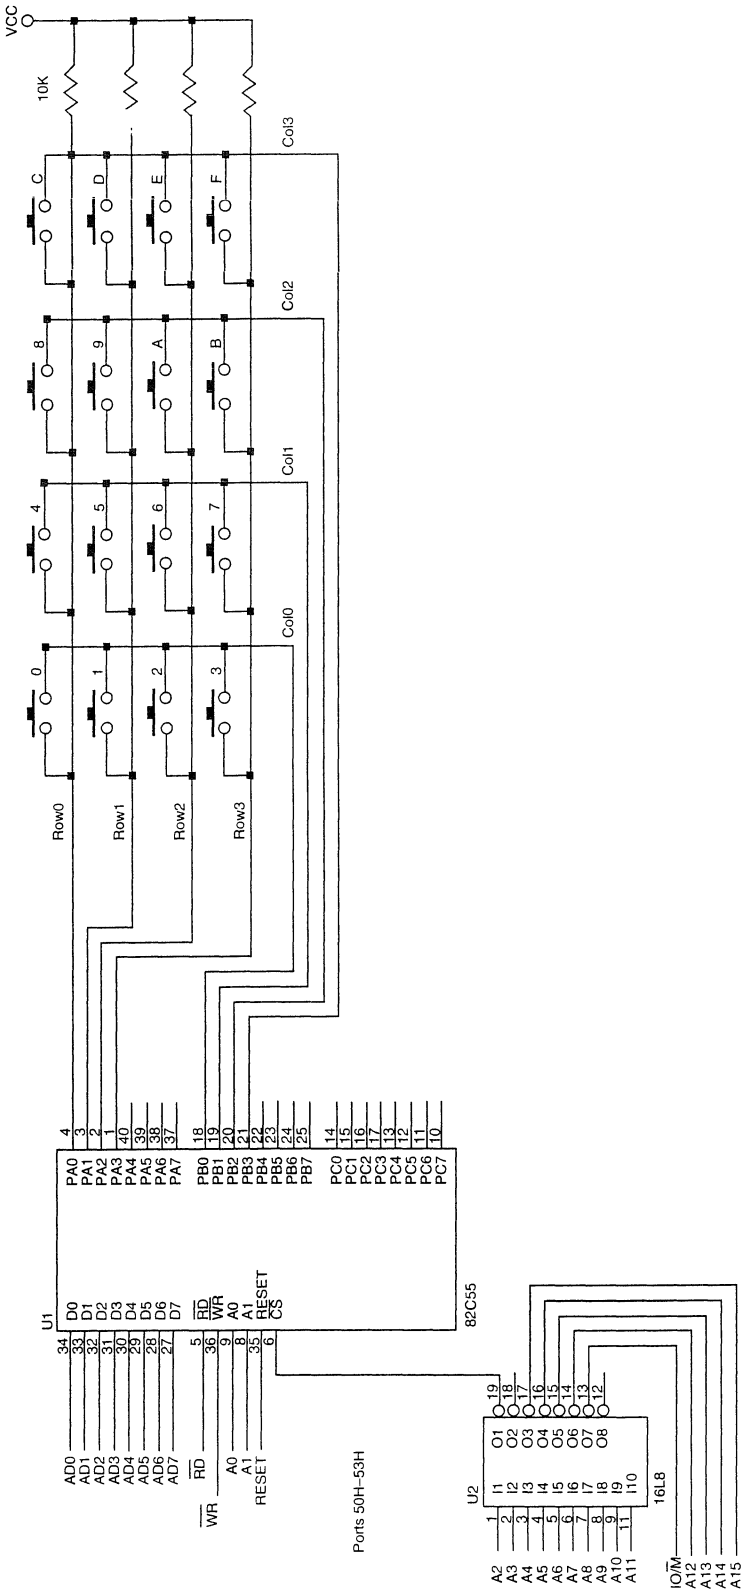 VCC
10K
C
D
E
F
Col3
8
9
A
B
Col2
4
5
6
7
Col1
0
1
2
3
Col0
Row0
Row1
Row2
Row3
4 PA0
3 PA1
2 PA2
1 PA3
40 PA4
39 PA5
38 PA6
37 PA7
18 PB0
19 PB1
20 PB2
21 PB3
22 PB4
23 PB5
24 PB6
25 PB7
14 PC0
15 PC1
16 PC2
17 PC3
13 PC4
12 PC5
11 PC6
10 PC7
U1
82C55
AD0 34 D0
AD1 33 D1
AD2 32 D2
AD3 31 D3
AD4 30 D4
AD5 29 D5
AD6 28 D6
AD7 27 D7
RD 5 RD
WR 36 WR
A0 9 A0
A1 8 A1
RESET 35 RESET
6 CS
Ports 50H–53H
U2
16L8
A2 1 I1
A3 2 I2
A4 3 I3
A5 4 I4
A6 5 I5
A7 6 I6
A8 7 I7
A9 8 I8
A10 9 I9
A11 11 I10
O1 19
O2 18
O3 17
O4 16
O5 15
O6 14
O7 13
O8 12
IO/M
A12
A13
A14
A15